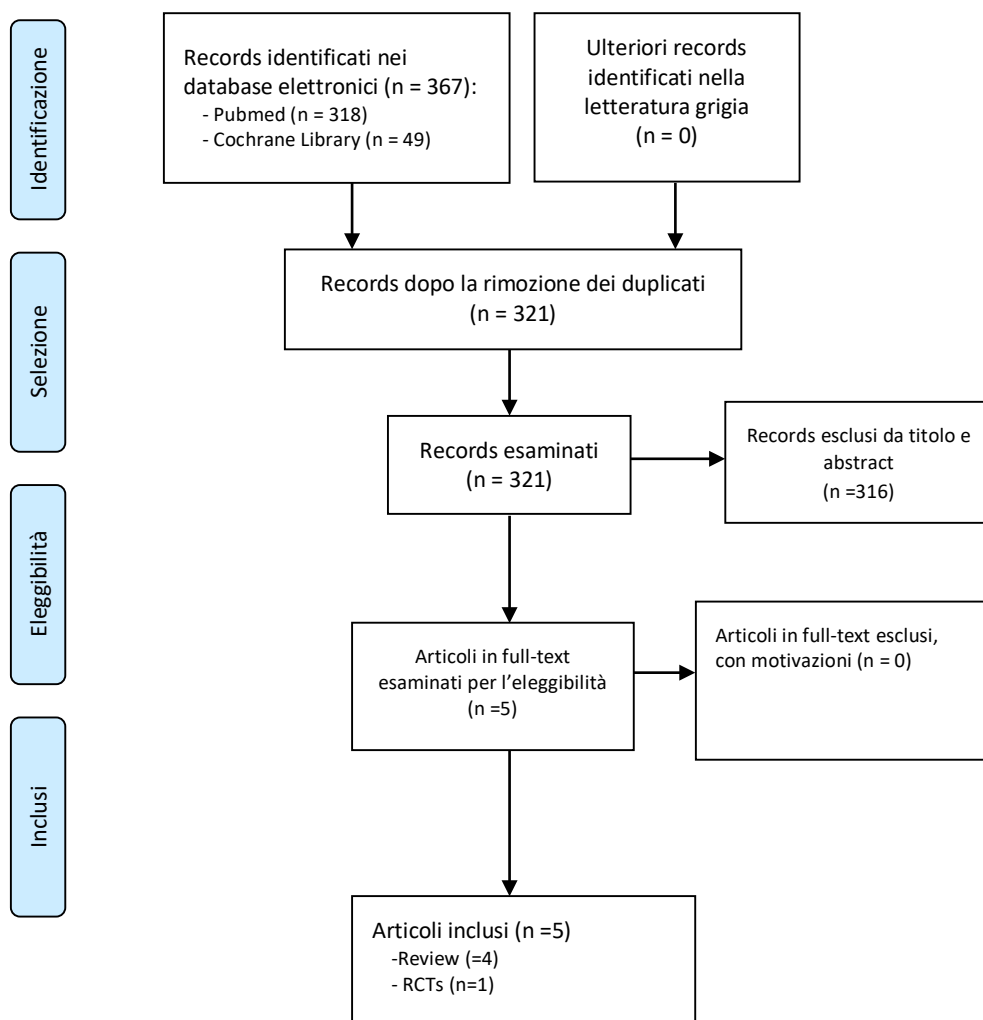 Identificazione
Records identificati nei
database elettronici (n = 367):
- Pubmed (n = 318)
- Cochrane Library (n = 49)
Ulteriori records
identificati nella
letteratura grigia
(n = 0)
Selezione
Records dopo la rimozione dei duplicati
(n = 321)
Records esaminati
(n = 321)
Records esclusi da titolo e
abstract
(n =316)
Eleggibilità
Articoli in full-text
esaminati per l’eleggibilità
(n =5)
Articoli in full-text esclusi,
con motivazioni (n = 0)
Inclusi
Articoli inclusi (n =5)
-Review (=4)
- RCTs (n=1)